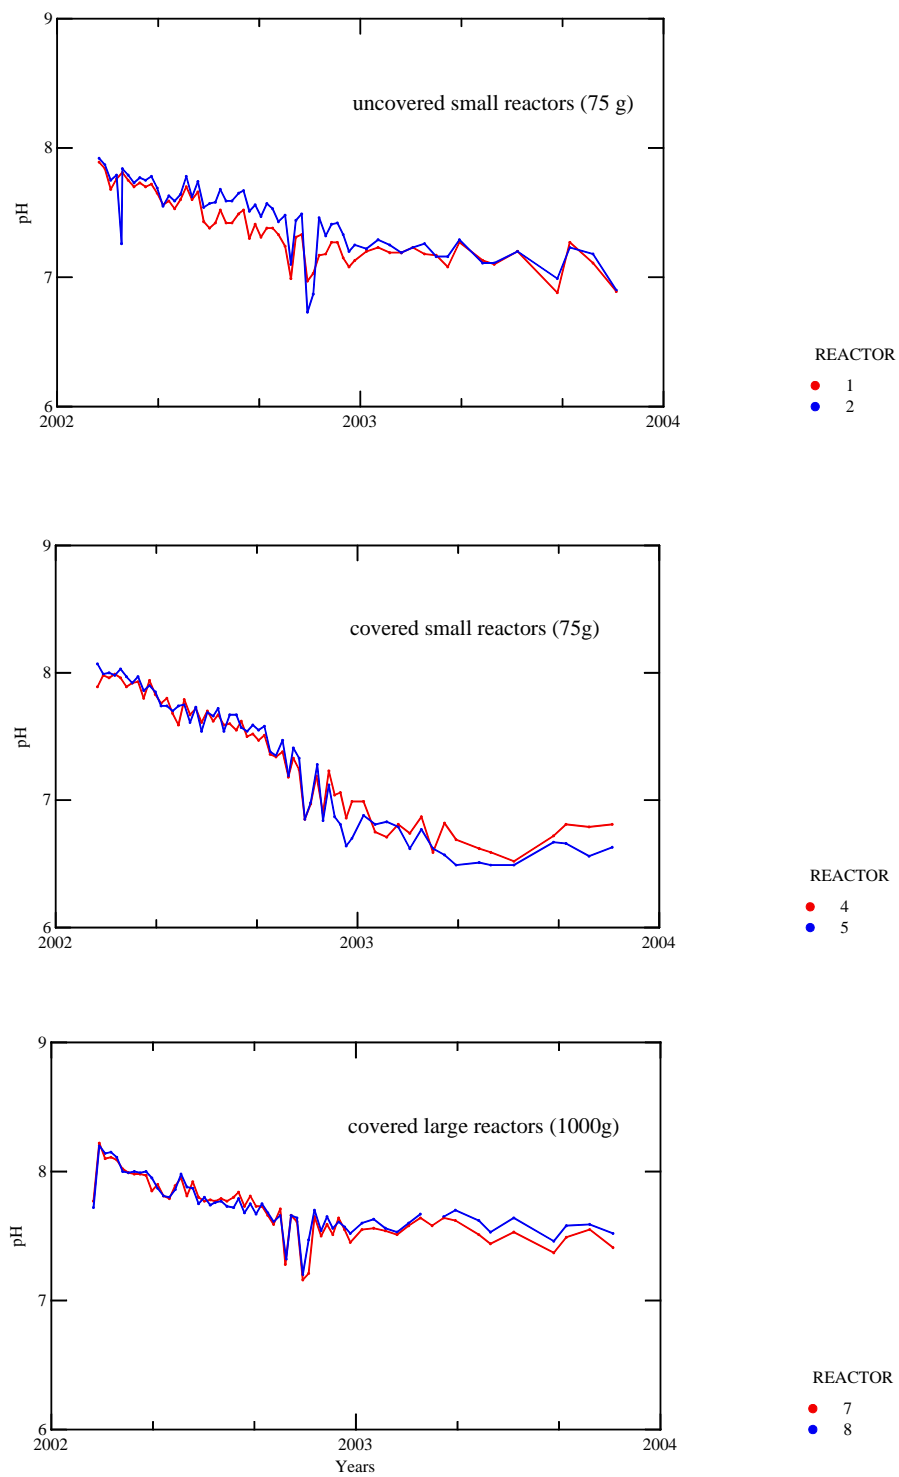 9
uncovered small reactors (75 g)
8
pH
7
6
2002
2003
2004
REACTOR
1
2
9
covered small reactors (75g)
8
pH
7
6
2002
2003
2004
REACTOR
4
5
9
covered large reactors (1000g)
8
pH
7
6
2002
2003
2004
Years
REACTOR
7
8